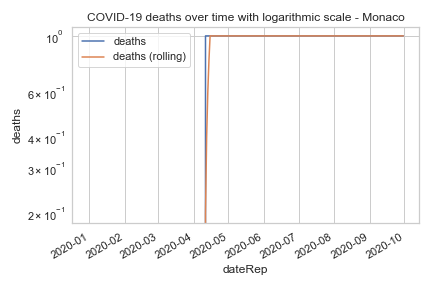 COVID-19 deaths over time with logarithmic scale - Monaco
deaths
deaths (rolling)
10⁰
6 × 10⁻¹
4 × 10⁻¹
3 × 10⁻¹
2 × 10⁻¹
deaths
2020-01
2020-02
2020-03
2020-04
2020-05
2020-06
2020-07
2020-08
2020-09
2020-10
dateRep